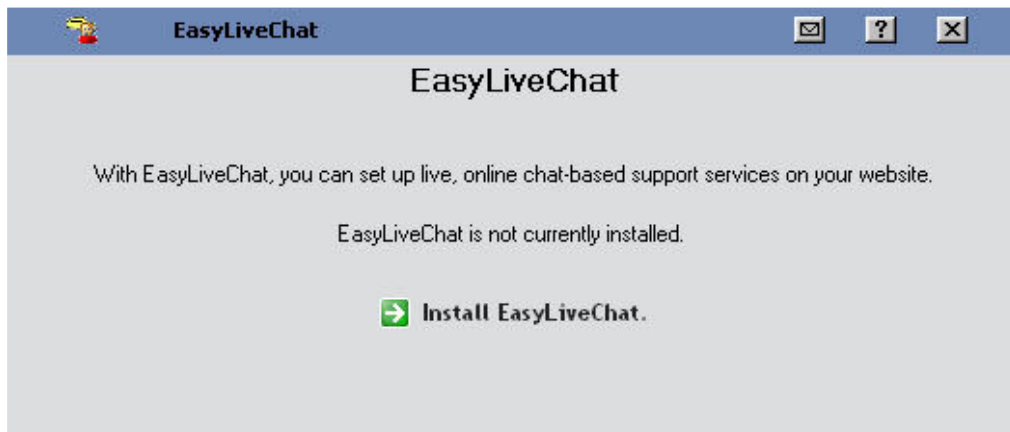 EasyLiveChat
?
EasyLiveChat
With EasyLiveChat, you can set up live, online chat-based support services on your website.
EasyLiveChat is not currently installed.
Install EasyLiveChat.